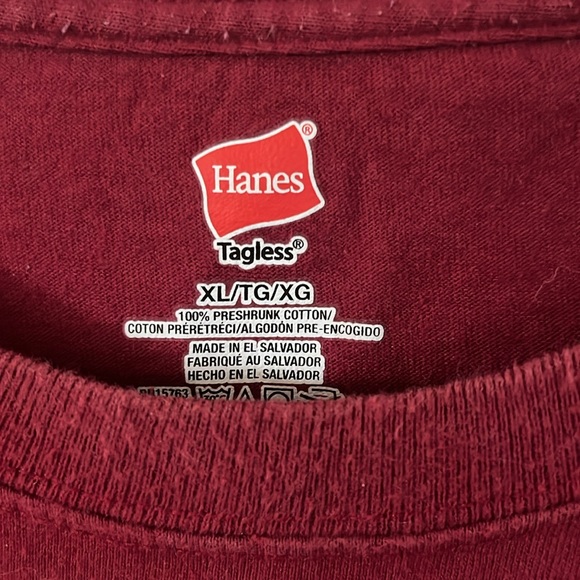 Hanes®
Tagless®
XL/TG/XG
100% PRESHRUNK COTTON/
COTON PRÉRÉTRÉCI/ALGODÓN PRE-ENCOGIDO
MADE IN EL SALVADOR
FABRIQUÉ AU SALVADOR
HECHO EN EL SALVADOR